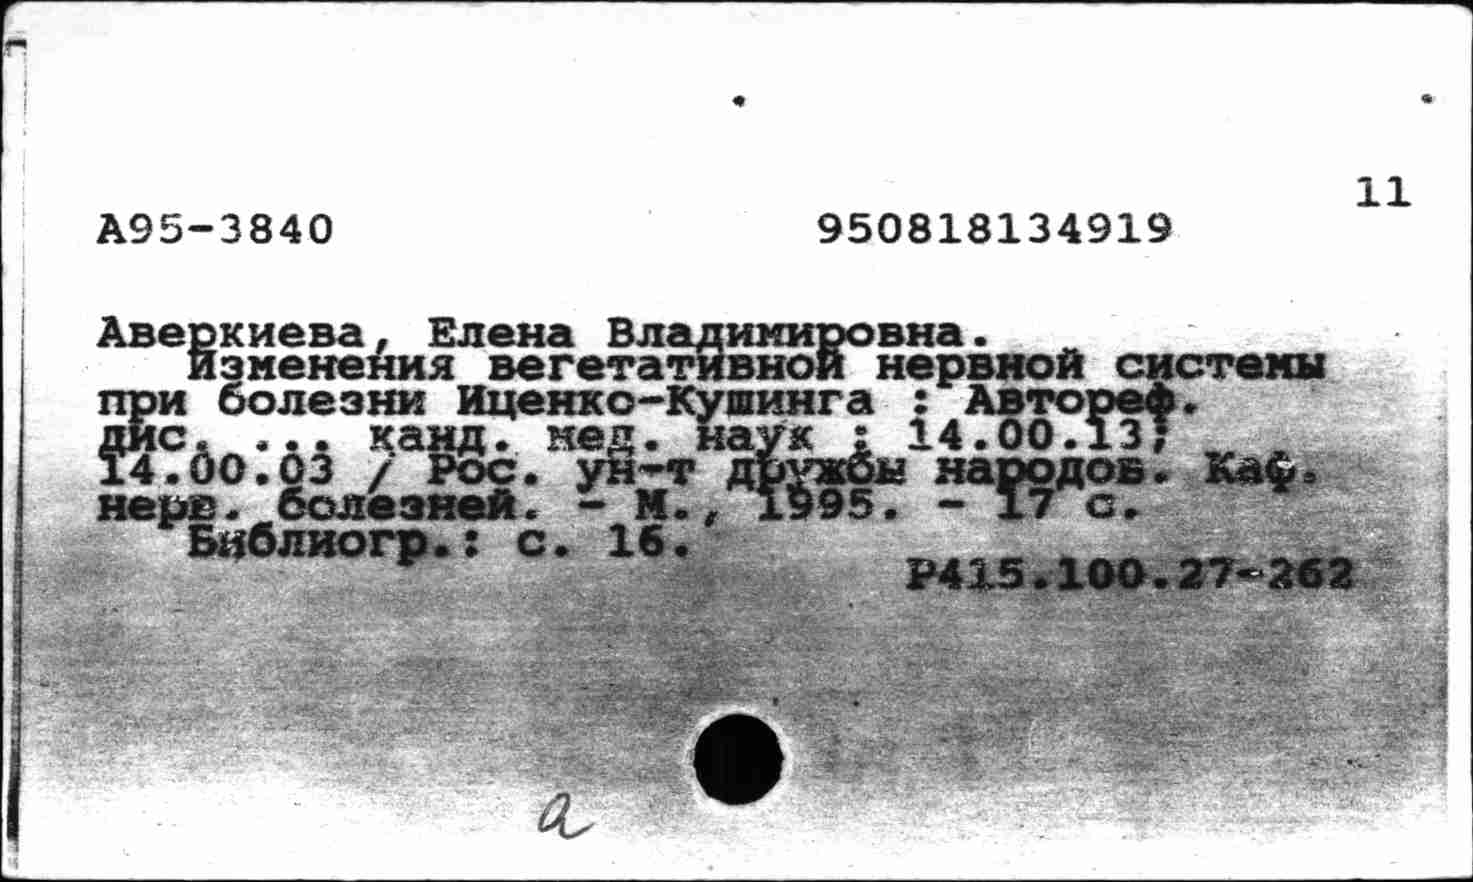 11
А95-3840 950818134919
Аверкиева, Елена Владимировна.
Изменения вегетативной нервной системы
при болезни Иценко-Кушинга : Автореф.
дис. ... канд. мед. наук : 14.00.13;
14.00.03 / Рос. ун-т дружбы народов. Каф.
нерв. болезней. - М., 1995. - 17 с.
Библиогр.: с. 16.
Р415.100.27-262
а